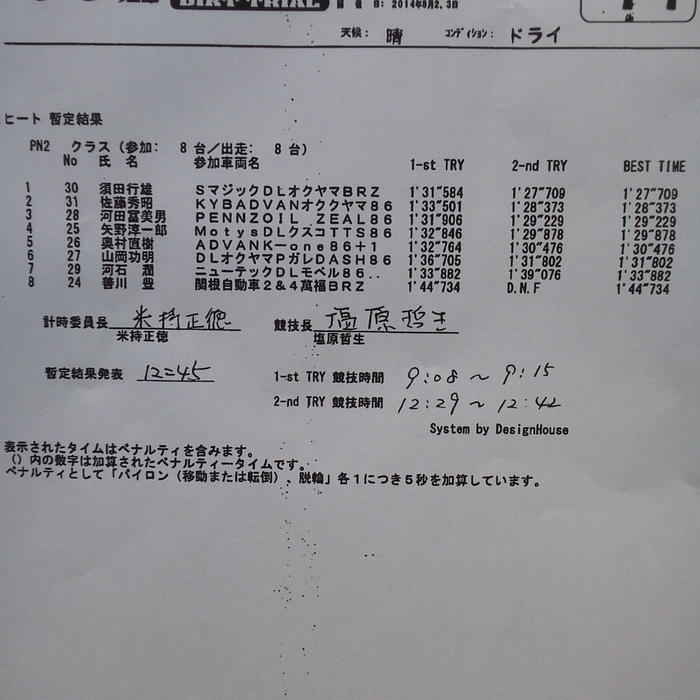 DIRT TRIAL
日: 2014年8月2.3日
天候: 晴 コンディション: ドライ
ヒート 暫定結果
PN2 クラス (参加: 8 台/出走: 8 台)
No 氏 名 参加車両名 1-st TRY 2-nd TRY BEST TIME
1 30 須田行雄 SマジックDLオクヤマBRZ 1'31"584 1'27"709 1'27"709
2 31 佐藤秀昭 KYBADVANオクヤマ86 1'33"501 1'28"373 1'28"373
3 28 河田富美男 PENNZOIL ZEAL86 1'31"906 1'29"229 1'29"229
4 25 矢野淳一郎 MotysDLクスコTTS86 1'32"846 1'29"878 1'29"878
5 26 奥村直樹 ADVANK-one86+1 1'32"764 1'30"476 1'30"476
6 27 山岡功明 DLオクヤマPガレDASH86 1'36"705 1'31"802 1'31"802
7 29 河石 潤 ニューテックDLモベル86.. 1'33"882 1'39"076 1'33"882
8 24 善川 豊 関根自動車2&4萬福BRZ 1'44"734 D.N.F 1'44"734
計時委員長 米持正徳 競技長 塩原哲生
米持正徳 塩原哲生
暫定結果発表 12=45 1-st TRY 競技時間 9:08 ~ 9:15
2-nd TRY 競技時間 12:29 ~ 12:42
System by DesignHouse
表示されたタイムはペナルティを含みます。
()内の数字は加算されたペナルティータイムです。
ペナルティとして「パイロン(移動または転倒)、脱輪」各1につき5秒を加算しています。